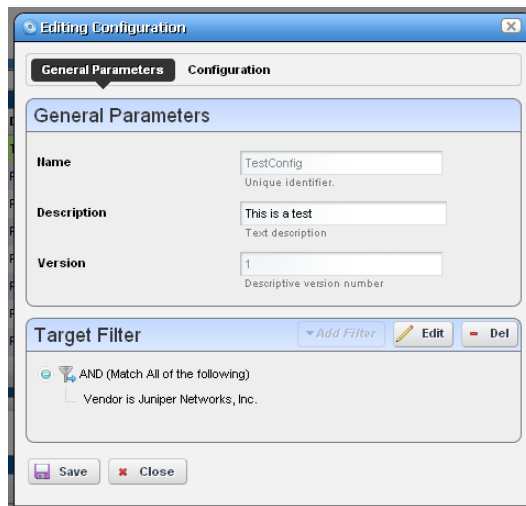 Editing Configuration
General Parameters Configuration
General Parameters
Name TestConfig
Unique identifier.
Description This is a test
Text description
Version 1
Descriptive version number
Target Filter Add Filter Edit Del
AND (Match All of the following)
Vendor is Juniper Networks, Inc.
Save Close